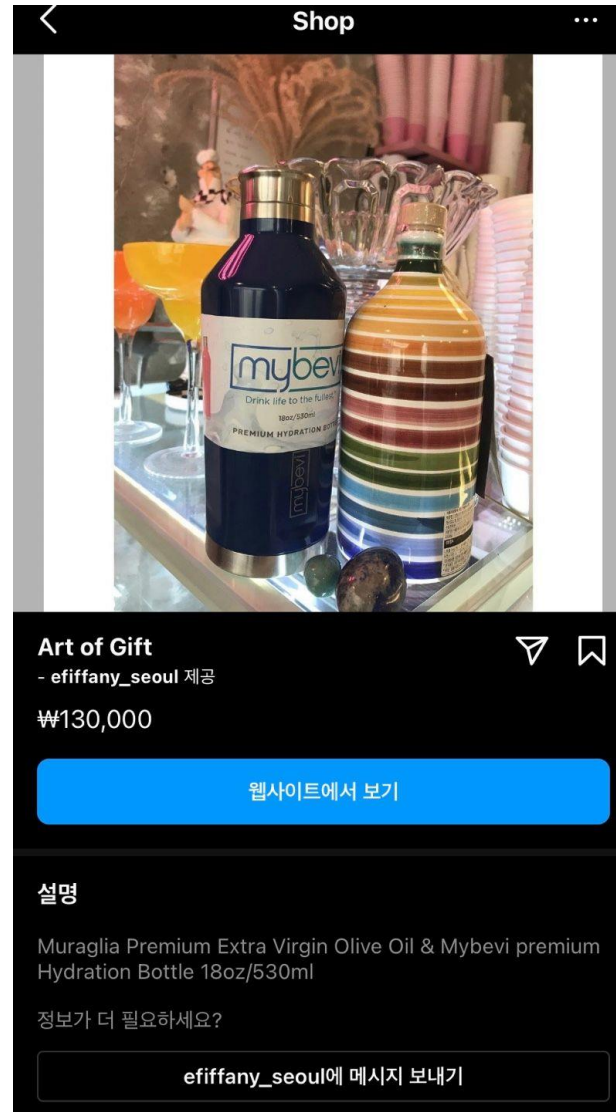 Shop
mybevi
Drink life to the fullest
18oz/530ml
PREMIUM HYDRATION
mybevi
Art of Gift
- efiffany_seoul 제공
₩130,000
웹사이트에서 보기
설명
Muraglia Premium Extra Virgin Olive Oil & Mybevi premium
Hydration Bottle 18oz/530ml
정보가 더 필요하세요?
efiffany_seoul에 메시지 보내기